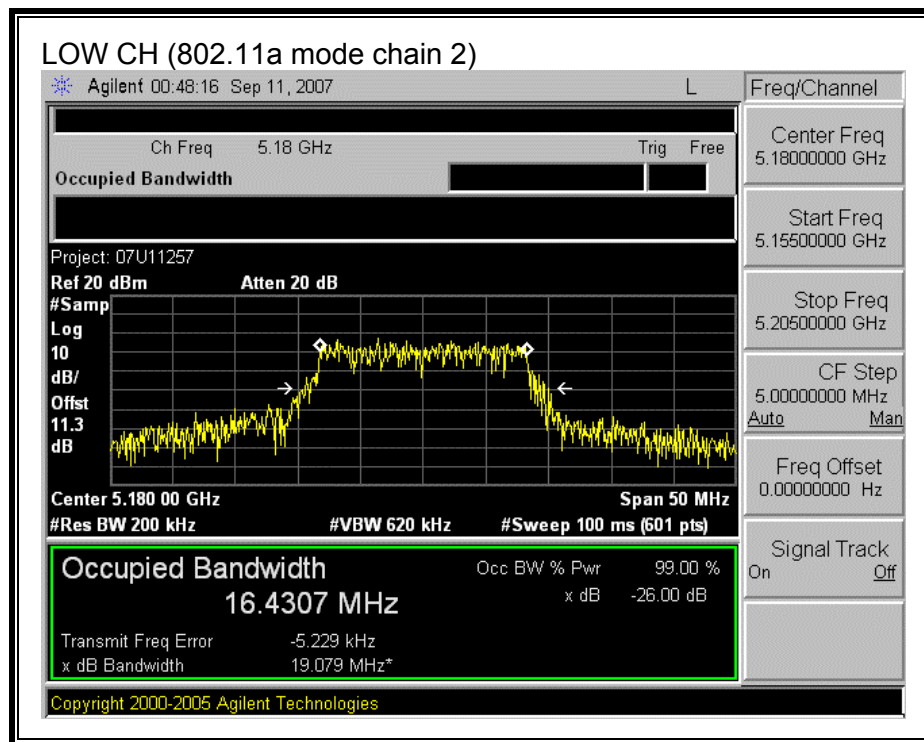 LOW CH (802.11a mode chain 2)
Agilent 00:48:16 Sep 11, 2007 L
Freq/Channel
Ch Freq 5.18 GHz Trig Free
Occupied Bandwidth
Center Freq
5.18000000 GHz
Start Freq
5.15500000 GHz
Stop Freq
5.20500000 GHz
CF Step
5.00000000 MHz
Auto Man
Freq Offset
0.00000000 Hz
Signal Track
On Off
Project: 07U11257
Ref 20 dBm Atten 20 dB
#Samp
Log
10
dB/
Offst
11.3
dB
Center 5.180 00 GHz Span 50 MHz
#Res BW 200 kHz #VBW 620 kHz #Sweep 100 ms (601 pts)
Occupied Bandwidth Occ BW % Pwr 99.00 %
16.4307 MHz x dB -26.00 dB
Transmit Freq Error -5.229 kHz
x dB Bandwidth 19.079 MHz*
Copyright 2000-2005 Agilent Technologies